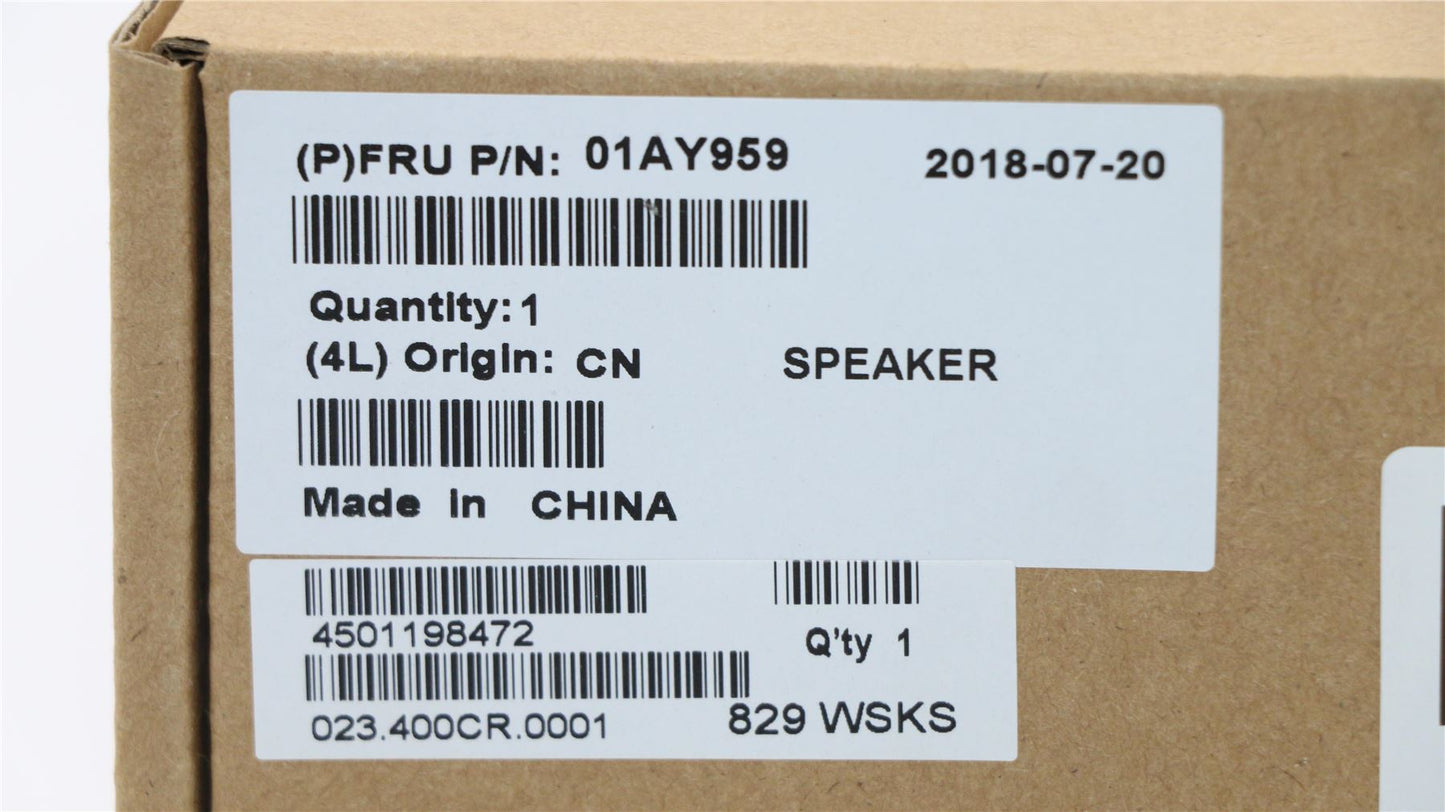 (P)FRU P/N: 01AY959 2018-07-20
Quantity: 1
(4L) Origin: CN SPEAKER
Made in CHINA
4501198472 Q'ty 1
023.400CR.0001 829 WSKS